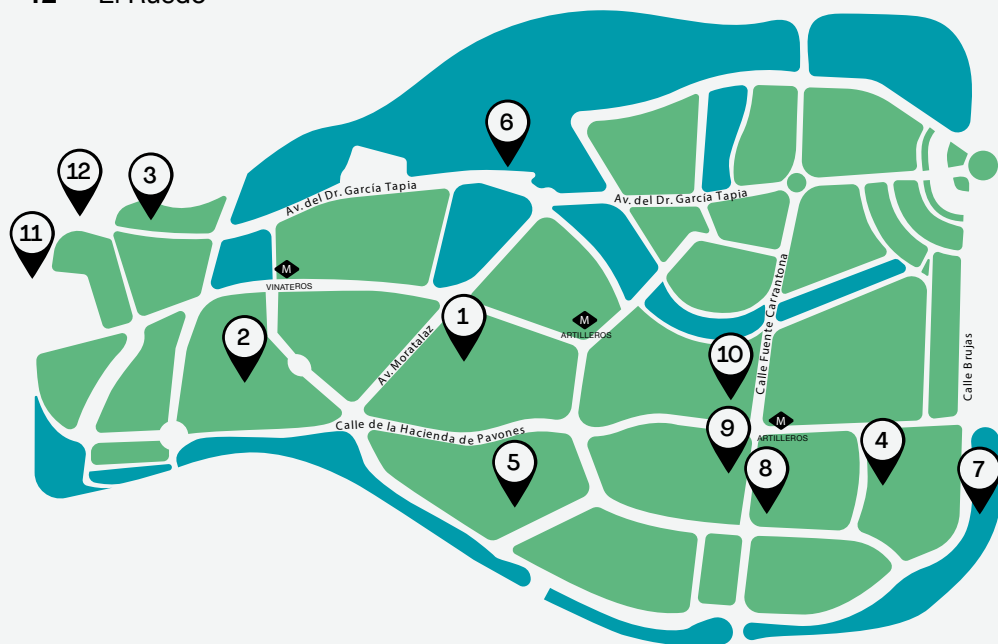 6
12
3
Av. del Dr. García Tapia
Av. del Dr. García Tapia
11
M
VINATEROS
Calle Fuente Carrantona
1
M
ARTILLEROS
2
Av. Moratalaz
10
Calle Brujas
M
ARTILLEROS
Calle de la Hacienda de Pavones
9
4
5
8
7